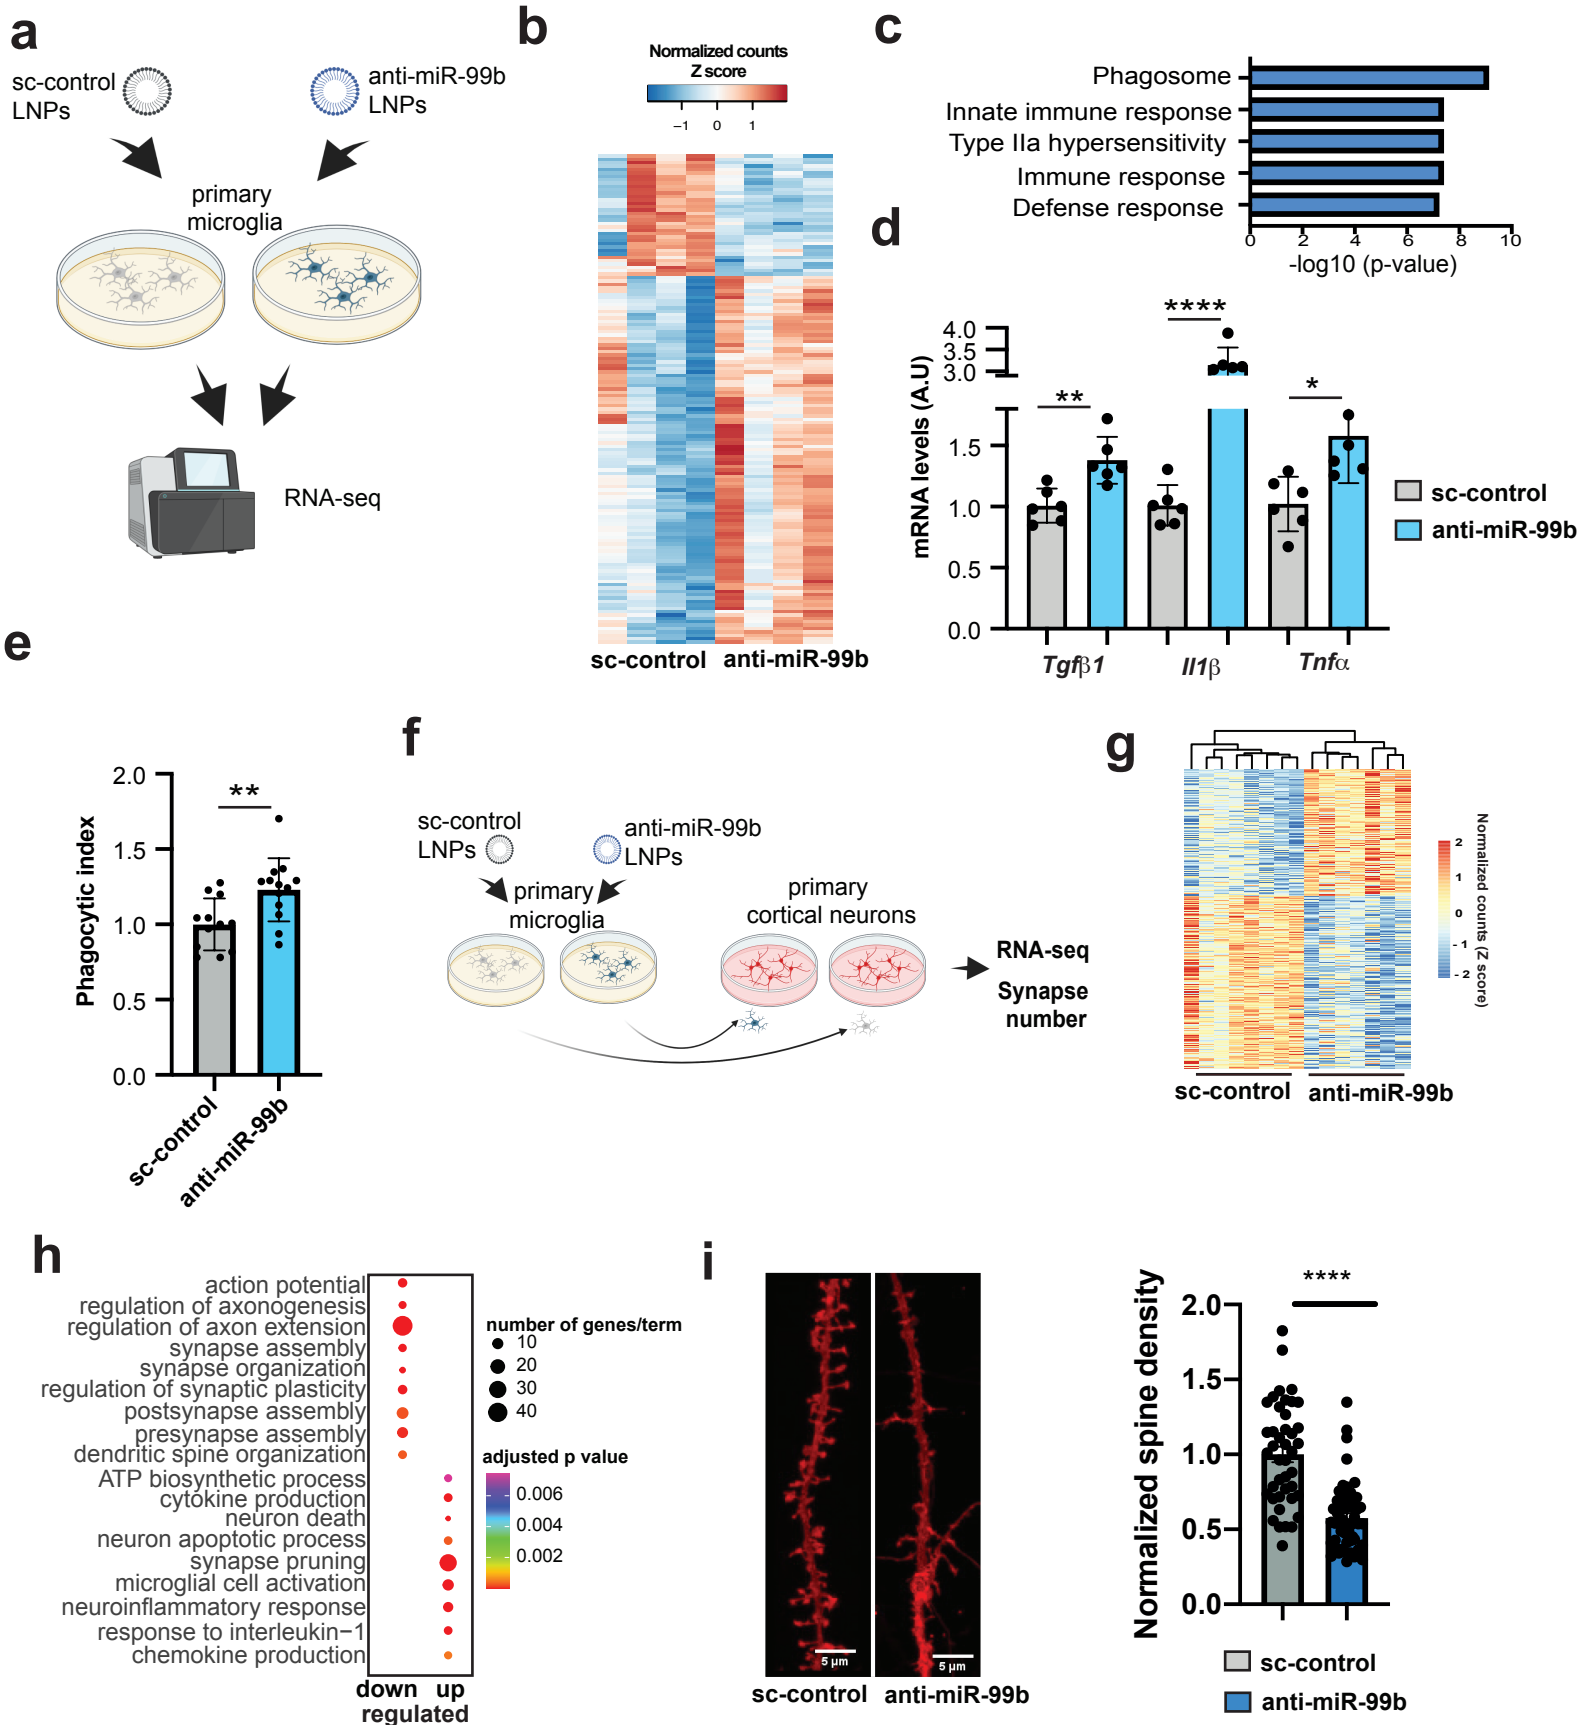 a
sc-control
LNPs
anti-miR-99b
LNPs
primary
microglia
RNA-seq
b
Normalized counts
Z score
−1 0 1
sc-control anti-miR-99b
c
Phagosome
Innate immune response
Type IIa hypersensitivity
Immune response
Defense response
0 2 4 6 8 10
-log10 (p-value)
d
mRNA levels (A.U)
4.0
3.5
3.0
1.5
1.0
0.5
0.0
**
****
*
Tgfβ1 Il1β Tnfα
sc-control
anti-miR-99b
e
Phagocytic index
2.0
1.5
1.0
0.5
0.0
**
sc-control
anti-miR-99b
f
sc-control
LNPs
anti-miR-99b
LNPs
primary
microglia
primary
cortical neurons
RNA-seq
Synapse
number
g
2
1
0
-1
-2
Normalized counts (Z score)
sc-control anti-miR-99b
h
action potential
regulation of axonogenesis
regulation of axon extension
synapse assembly
synapse organization
regulation of synaptic plasticity
postsynapse assembly
presynapse assembly
dendritic spine organization
ATP biosynthetic process
cytokine production
neuron death
neuron apoptotic process
synapse pruning
microglial cell activation
neuroinflammatory response
response to interleukin−1
chemokine production
down up
regulated
number of genes/term
10
20
30
40
adjusted p value
0.006
0.004
0.002
i
5 µm
5 µm
sc-control anti-miR-99b
Normalized spine density
2.0
1.5
1.0
0.5
0.0
****
sc-control
anti-miR-99b